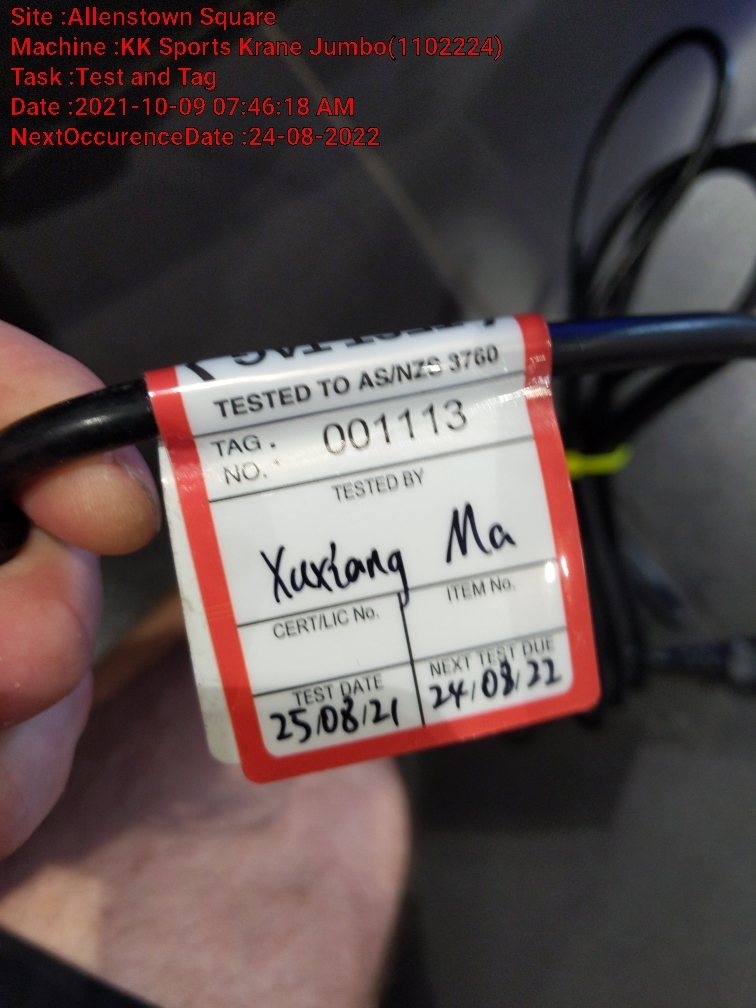 Site :Allenstown Square
Machine :KK Sports Krane Jumbo(1102224)
Task :Test and Tag
Date :2021-10-09 07:46:18 AM
NextOccurenceDate :24-08-2022
TEST TAG
TESTED TO AS/NZS 3760
TAG . 001113
NO.
TESTED BY
Xuxiang Ma
CERT/LIC No. ITEM No.
TEST DATE NEXT TEST DUE
25/08/21 24/08/22